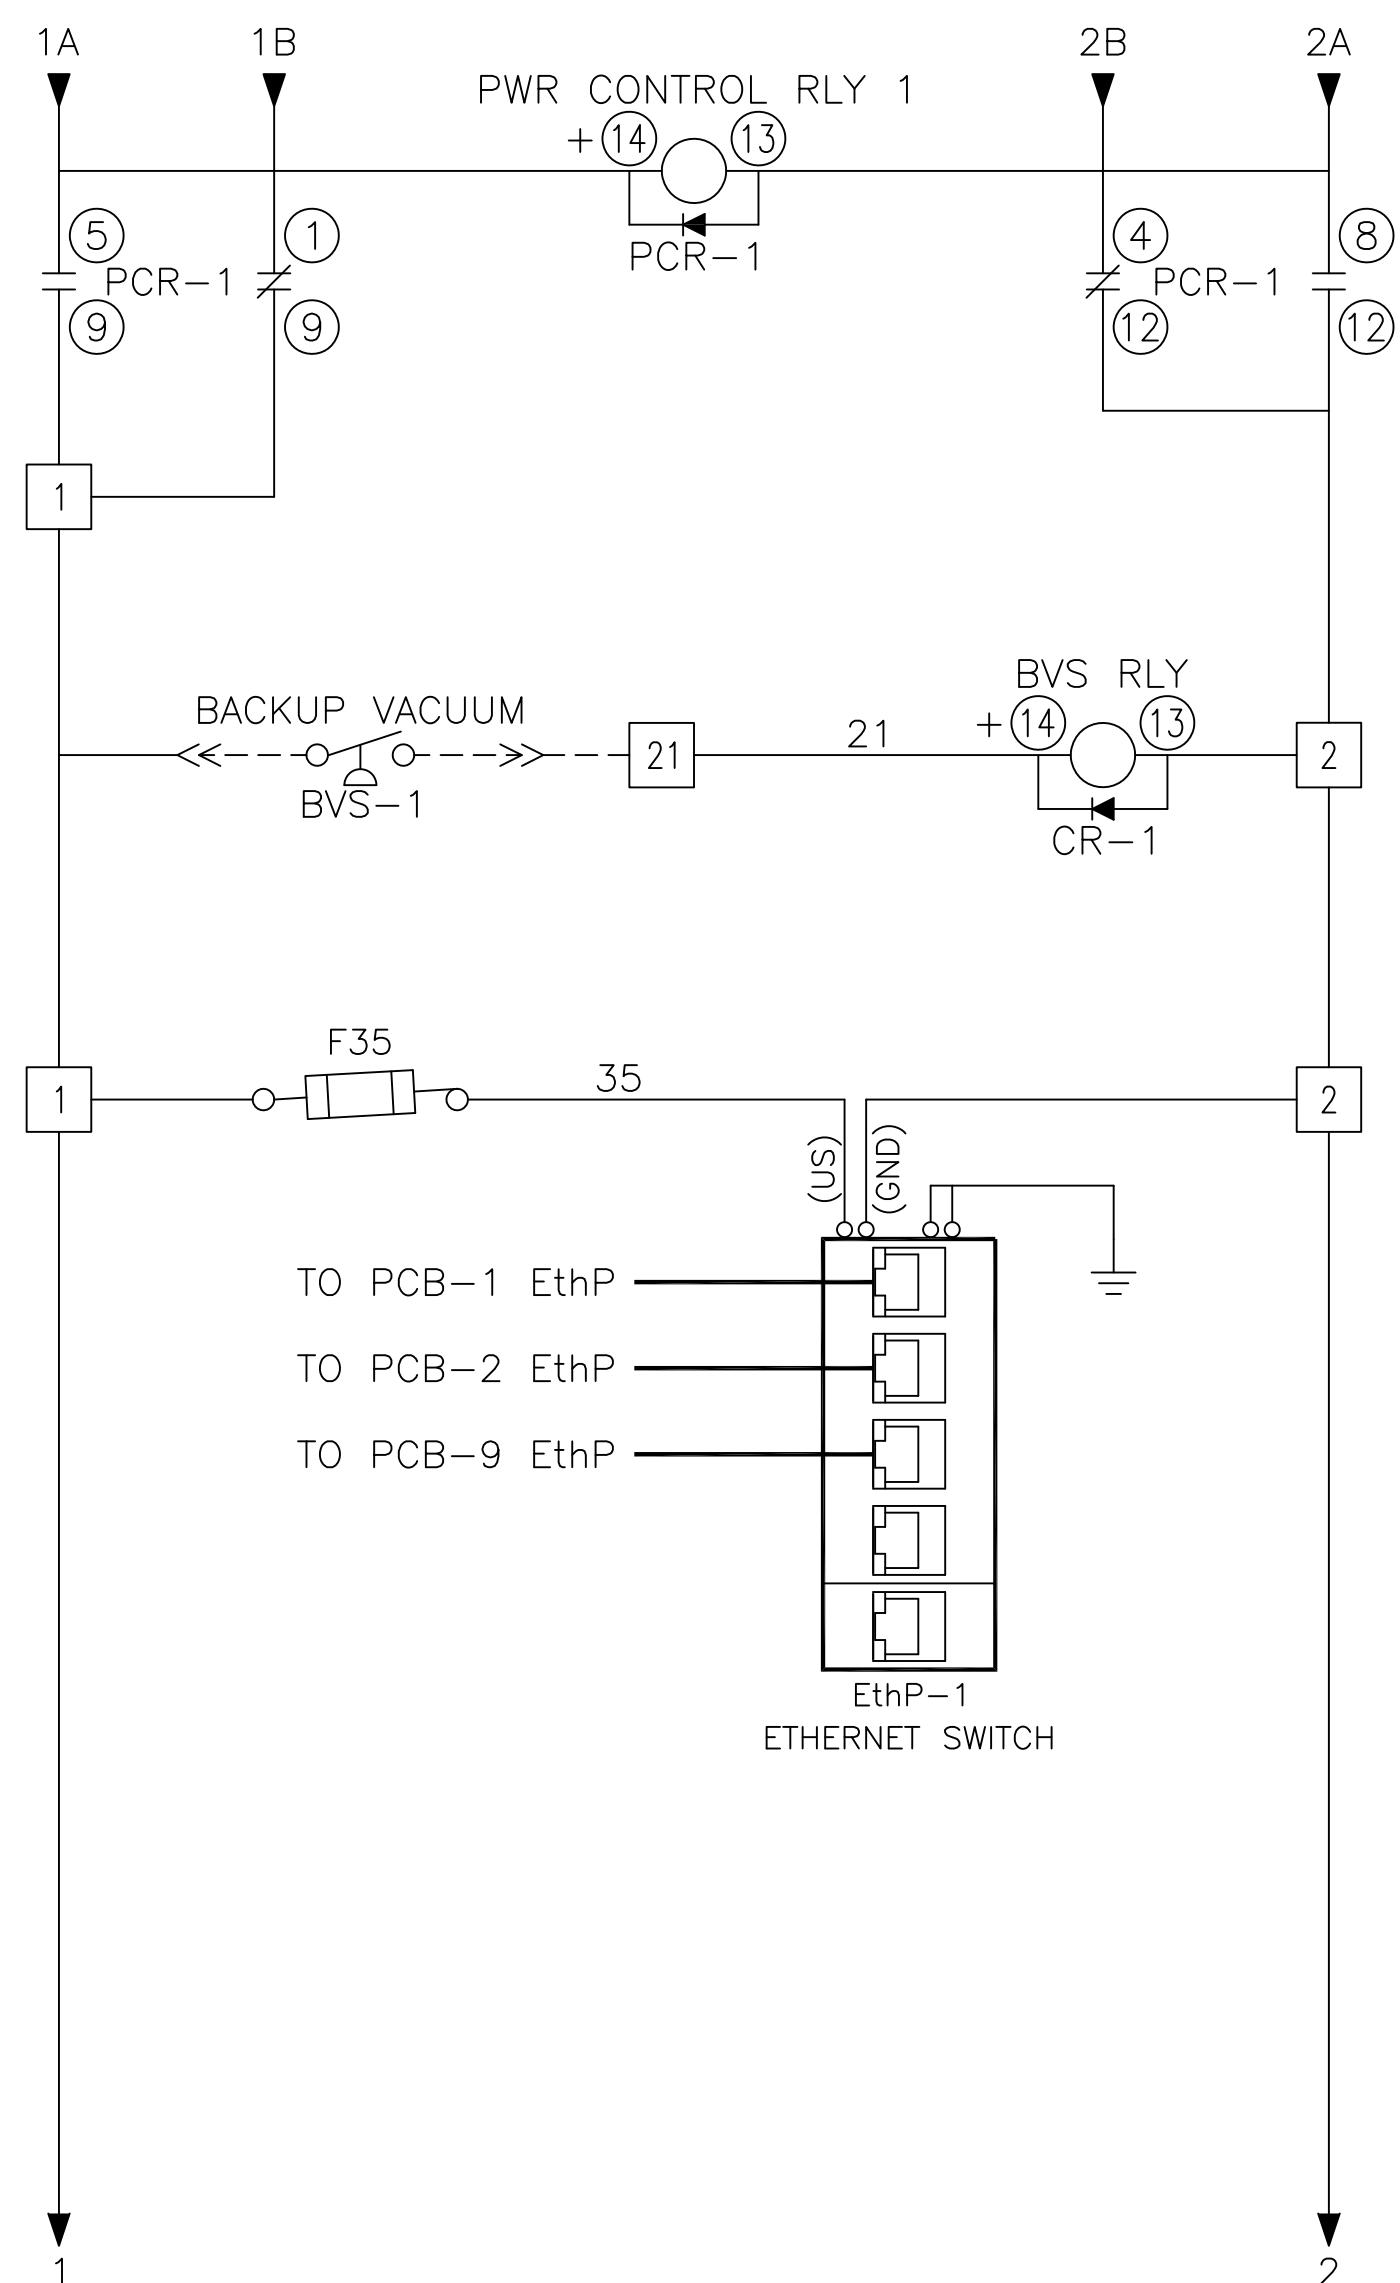 1A 1B 2B 2A
PWR CONTROL RLY 1
+ 14 13
5 1 4 8
PCR-1
PCR-1 PCR-1
9 9 12 12
1
BVS RLY
BACKUP VACUUM
21 + 14 13
21 2
BVS-1
CR-1
F35
35
1 2
(US) (GND)
TO PCB-1 EthP
TO PCB-2 EthP
TO PCB-9 EthP
EthP-1
ETHERNET SWITCH
1 2